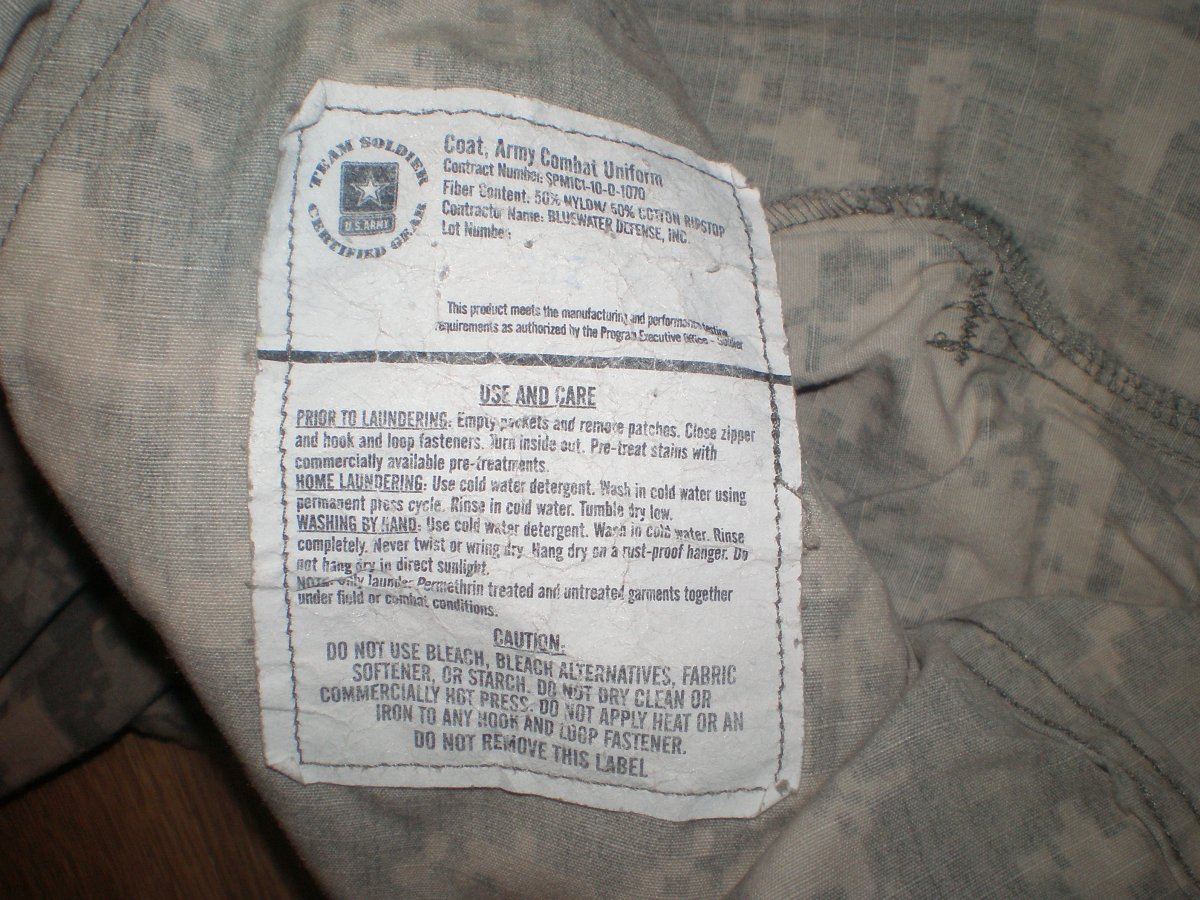 TEAM SOLDIER
U.S. ARMY
CERTIFIED GEAR
Coat, Army Combat Uniform
Contract Number: SPM1C1-10-D-1070
Fiber Content: 50% NYLON/ 50% COTTON RIPSTOP
Contractor Name: BLUEWATER DEFENSE, INC.
Lot Number:
This product meets the manufacturing and performance testing
requirements as authorized by the Program Executive Office - Soldier
USE AND CARE
PRIOR TO LAUNDERING: Empty pockets and remove patches. Close zipper
and hook and loop fasteners. Turn inside out. Pre-treat stains with
commercially available pre-treatments.
HOME LAUNDERING: Use cold water detergent. Wash in cold water using
permanent press cycle. Rinse in cold water. Tumble dry low.
WASHING BY HAND: Use cold water detergent. Wash in cold water. Rinse
completely. Never twist or wring dry. Hang dry on a rust-proof hanger. Do
not hang dry in direct sunlight.
NOTE: Only launder Permethrin treated and untreated garments together
under field or combat conditions.
CAUTION:
DO NOT USE BLEACH, BLEACH ALTERNATIVES, FABRIC
SOFTENER, OR STARCH. DO NOT DRY CLEAN OR
COMMERCIALLY HOT PRESS. DO NOT APPLY HEAT OR AN
IRON TO ANY HOOK AND LOOP FASTENER.
DO NOT REMOVE THIS LABEL